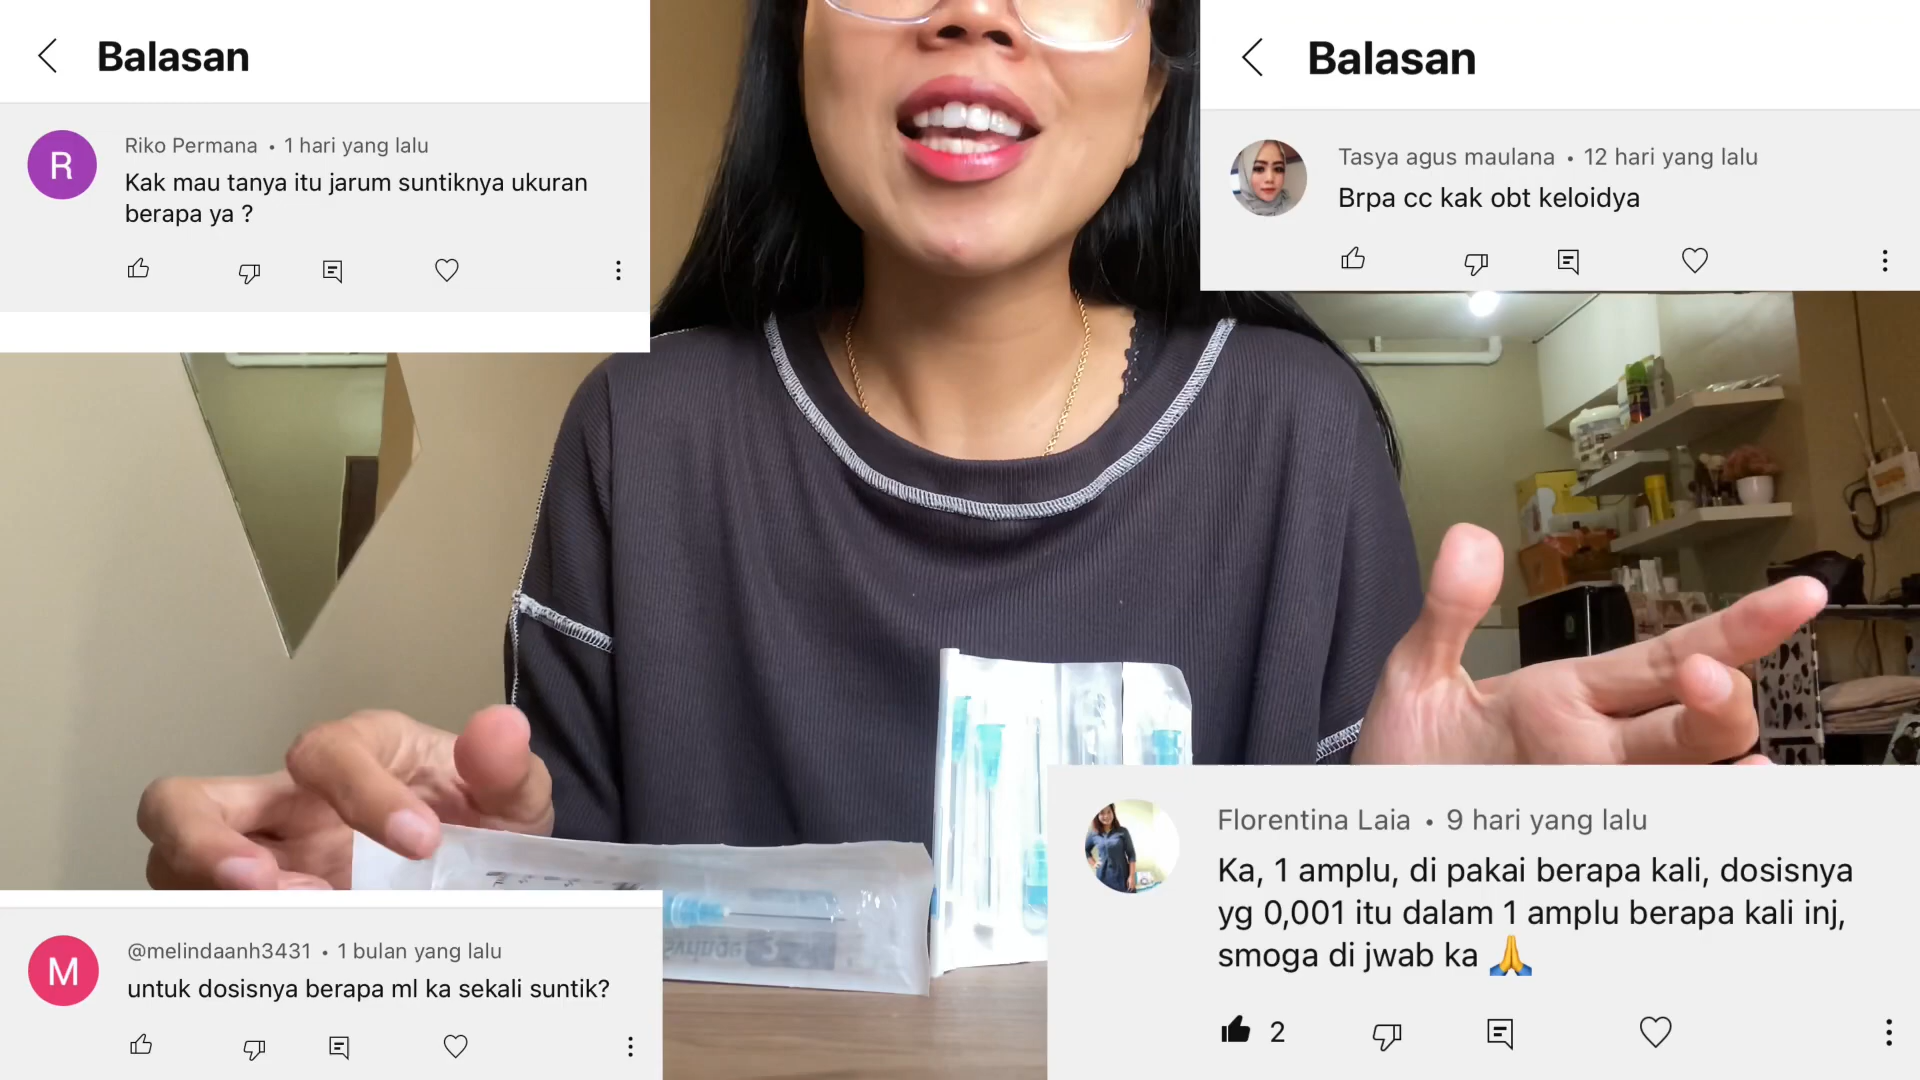 Balasan
R
Riko Permana • 1 hari yang lalu
Kak mau tanya itu jarum suntiknya ukuran
berapa ya ?
Balasan
Tasya agus maulana • 12 hari yang lalu
Brpa cc kak obt keloidya
M
@melindaanh3431 • 1 bulan yang lalu
untuk dosisnya berapa ml ka sekali suntik?
Florentina Laia • 9 hari yang lalu
Ka, 1 amplu, di pakai berapa kali, dosisnya
yg 0,001 itu dalam 1 amplu berapa kali inj,
smoga di jwab ka 🙏
2